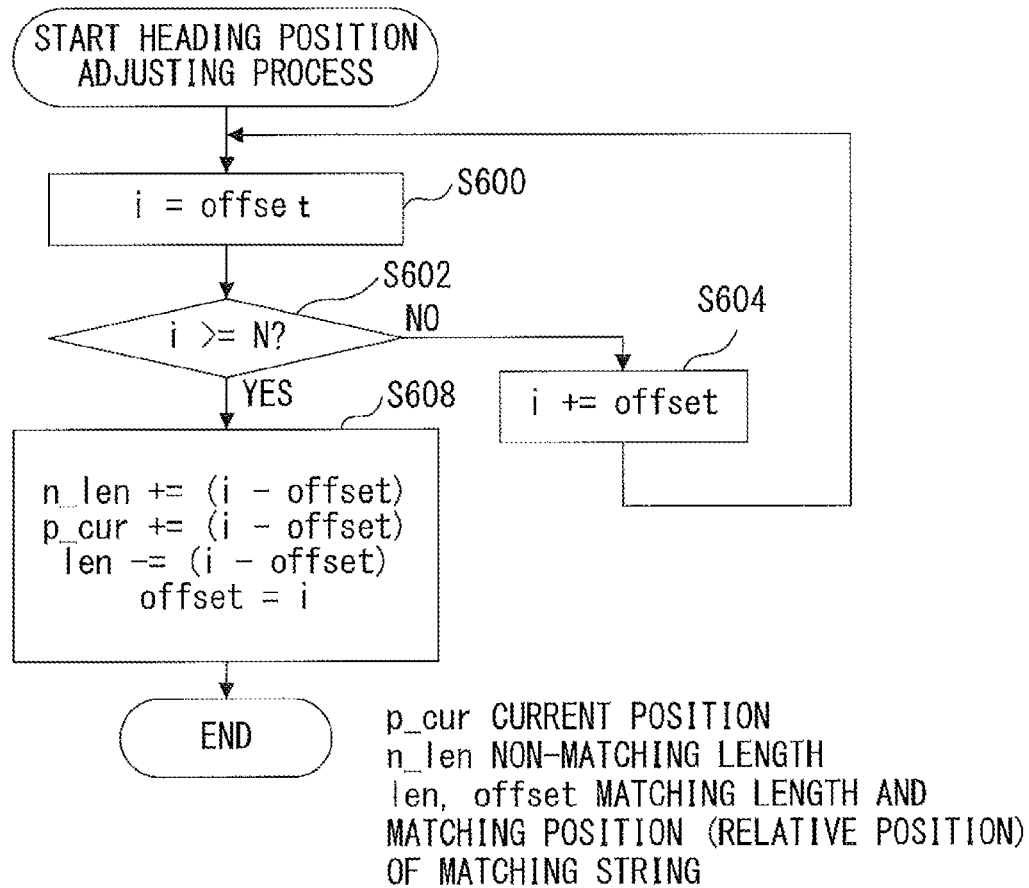 START HEADING POSITION
ADJUSTING PROCESS
i = offset
S600
S602
i >= N?
NO
S604
i += offset
YES
S608
n_len += (i - offset)
p_cur += (i - offset)
len -= (i - offset)
offset = i
END
p_cur CURRENT POSITION
n_len NON-MATCHING LENGTH
len, offset MATCHING LENGTH AND
MATCHING POSITION (RELATIVE POSITION)
OF MATCHING STRING